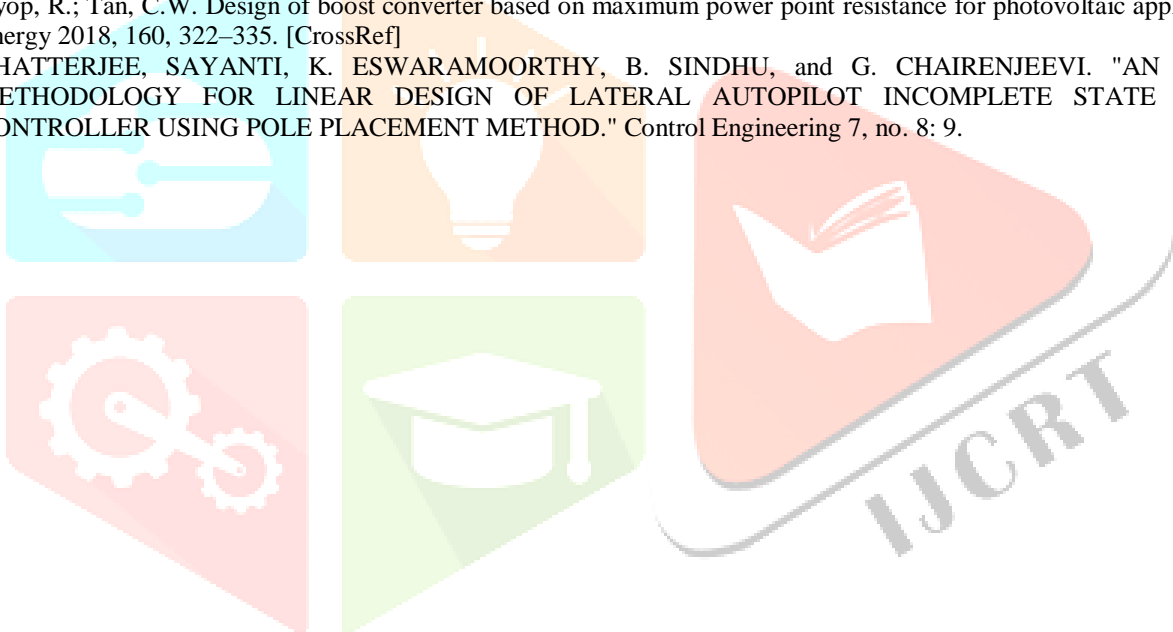 yop, R.; Tan, C.W. Design of boost converter based on maximum power point resistance for photovoltaic appl
nergy 2018, 160, 322–335. [CrossRef]
HATTERJEE, SAYANTI, K. ESWARAMOORTHY, B. SINDHU, and G. CHAIRENJEEVI. "AN
ETHODOLOGY FOR LINEAR DESIGN OF LATERAL AUTOPILOT INCOMPLETE STATE
ONTROLLER USING POLE PLACEMENT METHOD." Control Engineering 7, no. 8: 9.
IJCRT